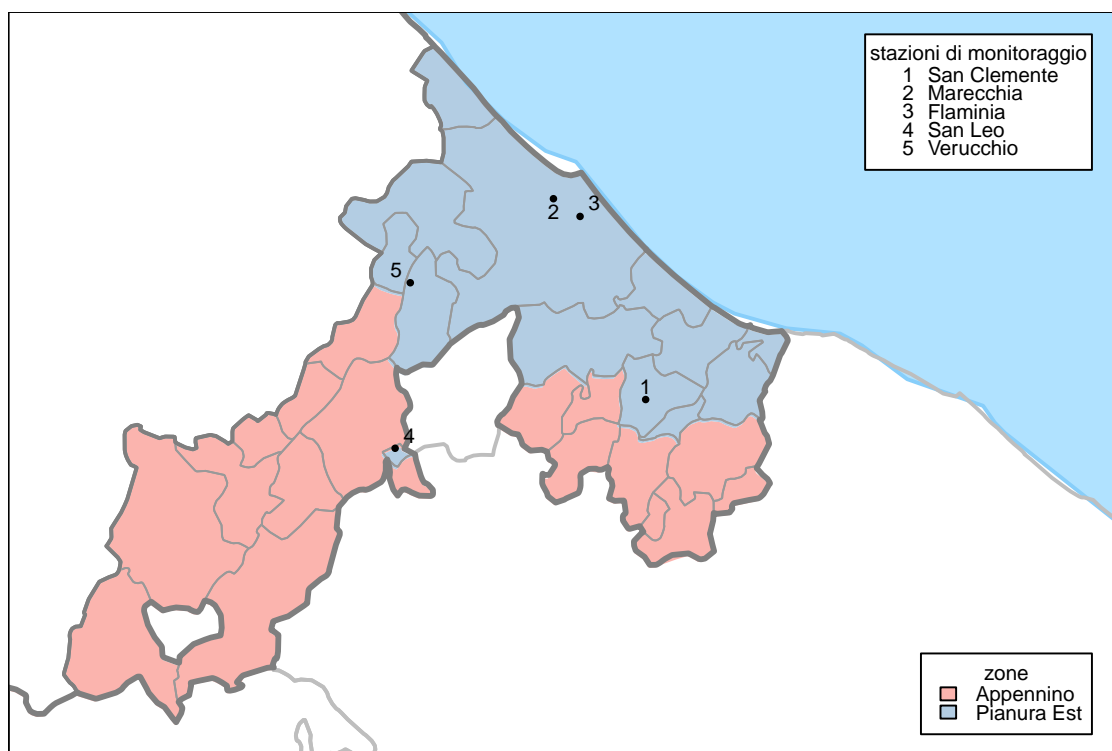 stazioni di monitoraggio
1 San Clemente
2 Marecchia
3 Flaminia
4 San Leo
5 Verucchio
2
3
5
1
4
zone
Appennino
Pianura Est